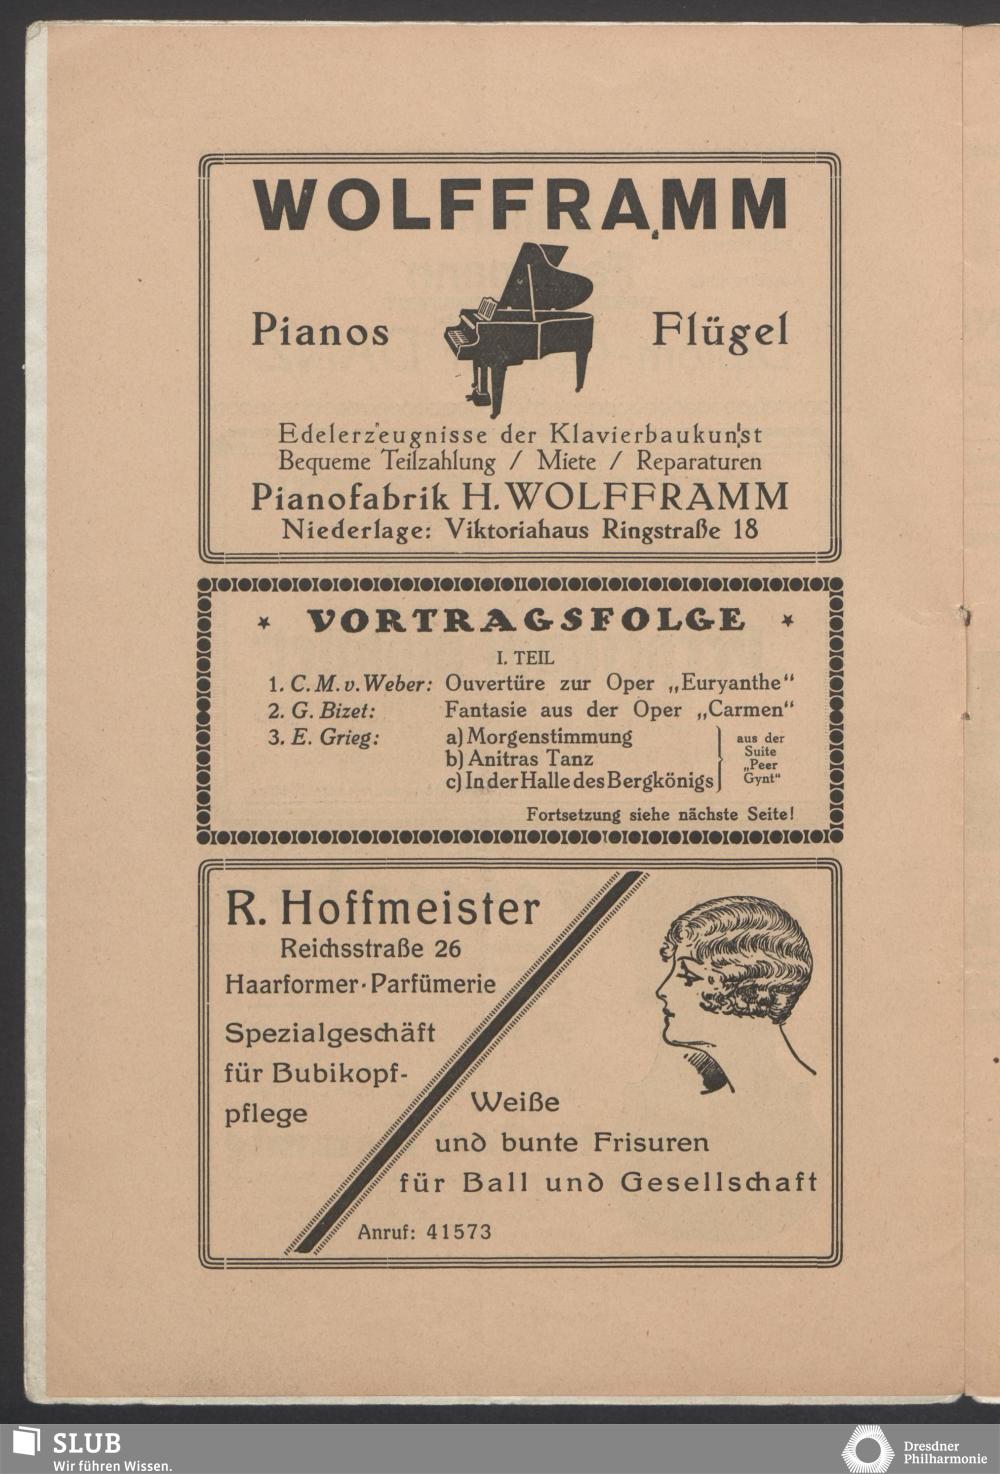 WOLFFRAMM
Pianos Flügel
Edelerzeugnisse der Klavierbaukunst
Bequeme Teilzahlung / Miete / Reparaturen
Pianofabrik H. WOLFFRAMM
Niederlage: Viktoriahaus Ringstraße 18
* VORTRAGSFOLGE *
I. TEIL
1. C. M. v. Weber: Ouvertüre zur Oper „Euryanthe“
2. G. Bizet: Fantasie aus der Oper „Carmen“
3. E. Grieg: a) Morgenstimmung
b) Anitras Tanz
c) In der Halle des Bergkönigs
aus der
Suite
„Peer
Gynt“
Fortsetzung siehe nächste Seite!
R. Hoffmeister
Reichsstraße 26
Haarformer · Parfümerie
Spezialgeschäft
für Bubikopf-
pflege
Weiße
und bunte Frisuren
für Ball und Gesellschaft
Anruf: 41573
SLUB
Wir führen Wissen.
Dresdner
Philharmonie